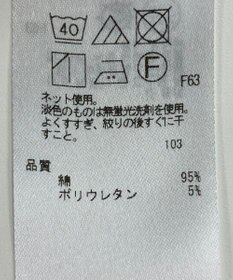 40
F
F63
ネット使用。
淡色のものは無蛍光洗剤を使用。
よくすすぎ、絞りの後すぐに干
すこと。
103
品質
綿 95%
ポリウレタン 5%